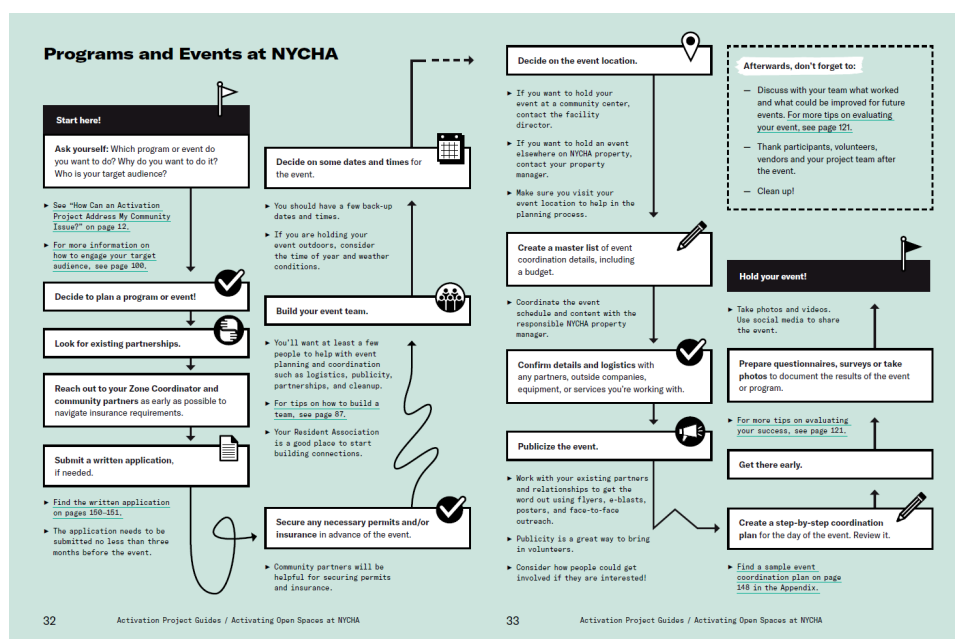 Programs and Events at NYCHA
Start here!
Ask yourself: Which program or event do
you want to do? Why do you want to do it?
Who is your target audience?
► See “How Can an Activation
Project Address My Community
Issue?” on page 12.
► For more information on
how to engage your target
audience, see page 100.
Decide to plan a program or event!
Look for existing partnerships.
Reach out to your Zone Coordinator and
community partners as early as possible to
navigate insurance requirements.
Submit a written application,
if needed.
► Find the written application
on pages 150–151.
► The application needs to be
submitted no less than three
months before the event.
Secure any necessary permits and/or
insurance in advance of the event.
► Community partners will be
helpful for securing permits
and insurance.
Build your event team.
► You’ll want at least a few
people to help with event
planning and coordination
such as logistics, publicity,
partnerships, and cleanup.
► For tips on how to build a
team, see page 87.
► Your Resident Association
is a good place to start
building connections.
Decide on some dates and times for
the event.
► You should have a few back-up
dates and times.
► If you are holding your
event outdoors, consider
the time of year and weather
conditions.
32
Activation Project Guides / Activating Open Spaces at NYCHA
Decide on the event location.
► If you want to hold your
event at a community center,
contact the facility
director.
► If you want to hold an event
elsewhere on NYCHA property,
contact your property
manager.
► Make sure you visit your
event location to help in the
planning process.
Create a master list of event
coordination details, including
a budget.
► Coordinate the event
schedule and content with the
responsible NYCHA property
manager.
Confirm details and logistics with
any partners, outside companies,
equipment, or services you’re working with.
Publicize the event.
► Work with your existing partners
and relationships to get the
word out using flyers, e-blasts,
posters, and face-to-face
outreach.
► Publicity is a great way to bring
in volunteers.
► Consider how people could get
involved if they are interested!
Create a step-by-step coordination
plan for the day of the event. Review it.
► Find a sample event
coordination plan on page
148 in the Appendix.
Get there early.
Prepare questionnaires, surveys or take
photos to document the results of the event
or program.
► For more tips on evaluating
your success, see page 121.
Hold your event!
► Take photos and videos.
Use social media to share
the event.
Afterwards, don’t forget to:
— Discuss with your team what worked
and what could be improved for future
events. For more tips on evaluating
your event, see page 121.
— Thank participants, volunteers,
vendors and your project team after
the event.
— Clean up!
33
Activation Project Guides / Activating Open Spaces at NYCHA